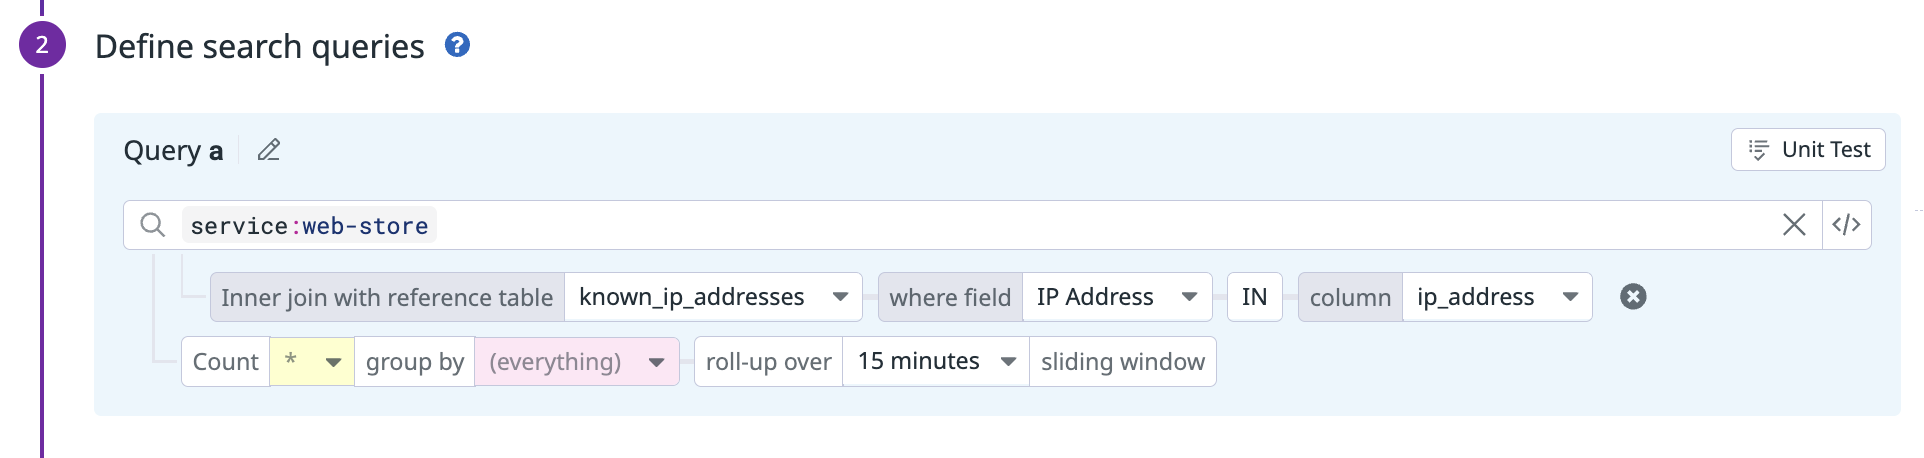 2 Define search queries ?
Query a Unit Test
service:web-store </>
Inner join with reference table known_ip_addresses where field IP Address IN column ip_address
Count * group by (everything) roll-up over 15 minutes sliding window